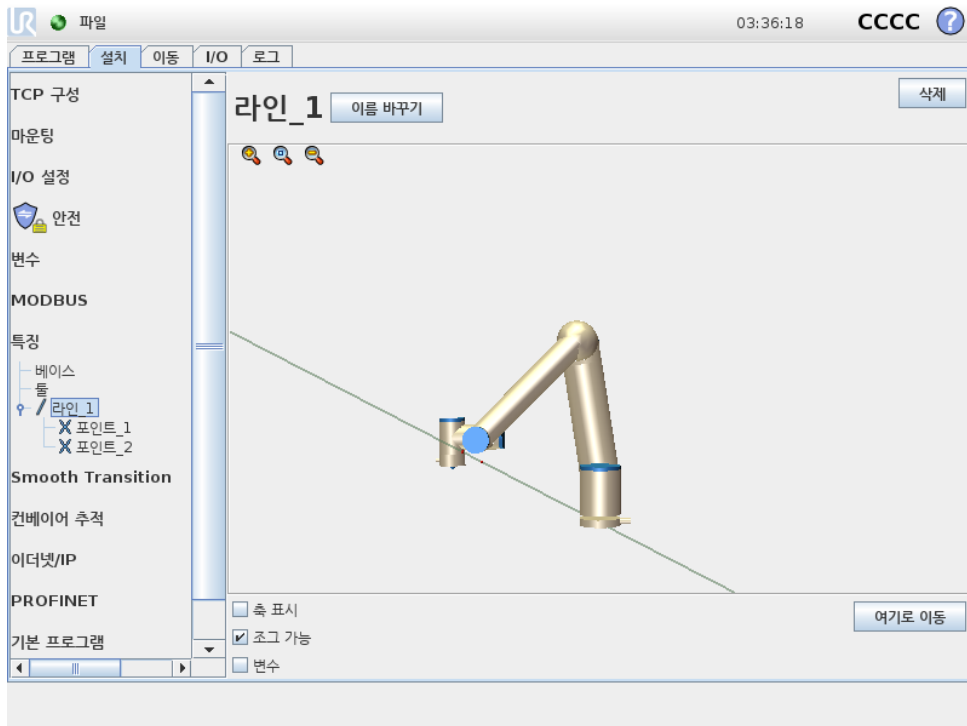 UR 파일 03:36:18 CCCC ?
프로그램 설치 이동 I/O 로그
TCP 구성
마운팅
I/O 설정
안전
변수
MODBUS
특징
베이스
툴
라인_1
포인트_1
포인트_2
Smooth Transition
컨베이어 추적
이더넷/IP
PROFINET
기본 프로그램
라인_1 이름 바꾸기 삭제
축 표시
조그 가능
변수
여기로 이동